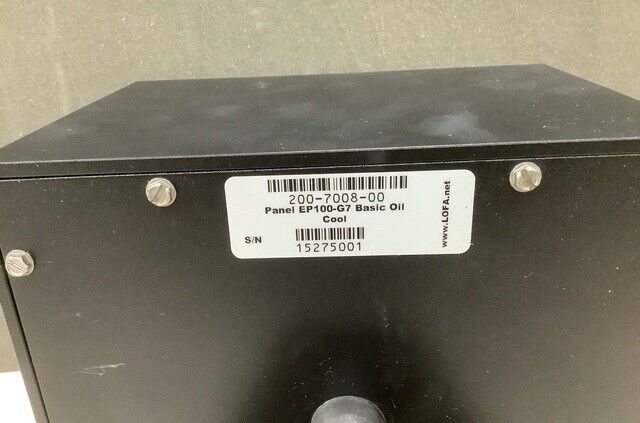 200-7008-00
Panel EP100-G7 Basic Oil
Cool
S/N
15275001
www.LOFA.net